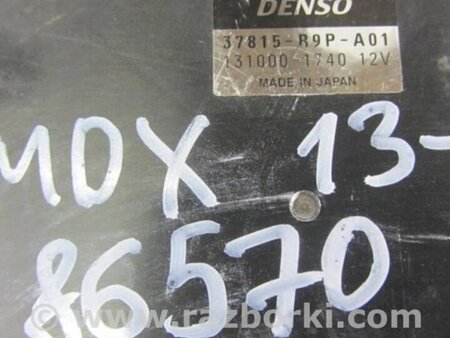 DENSO
37815-R9P-A01
131000-1740 12V
MADE IN JAPAN
MDX 13-
86570
© www.razborki.com